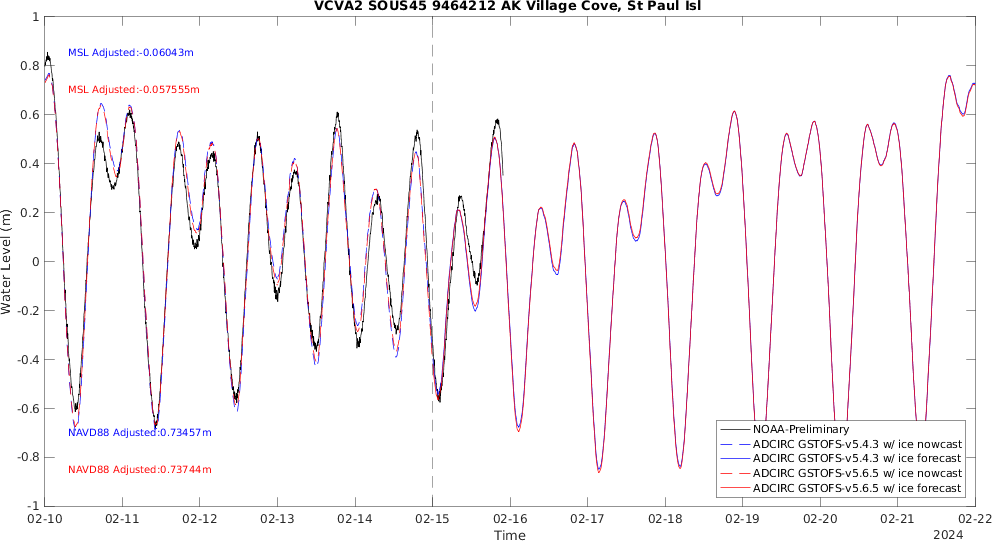 VCVA2 SOUS45 9464212 AK Village Cove, St Paul Isl
1
0.8
0.6
0.4
0.2
0
-0.2
-0.4
-0.6
-0.8
-1
Water Level (m)
MSL Adjusted:-0.06043m
MSL Adjusted:-0.057555m
NAVD88 Adjusted:0.73457m
NAVD88 Adjusted:0.73744m
NOAA-Preliminary
ADCIRC GSTOFS-v5.4.3 w/ ice nowcast
ADCIRC GSTOFS-v5.4.3 w/ ice forecast
ADCIRC GSTOFS-v5.6.5 w/ ice nowcast
ADCIRC GSTOFS-v5.6.5 w/ ice forecast
02-10 02-11 02-12 02-13 02-14 02-15 02-16 02-17 02-18 02-19 02-20 02-21 02-22
Time
2024